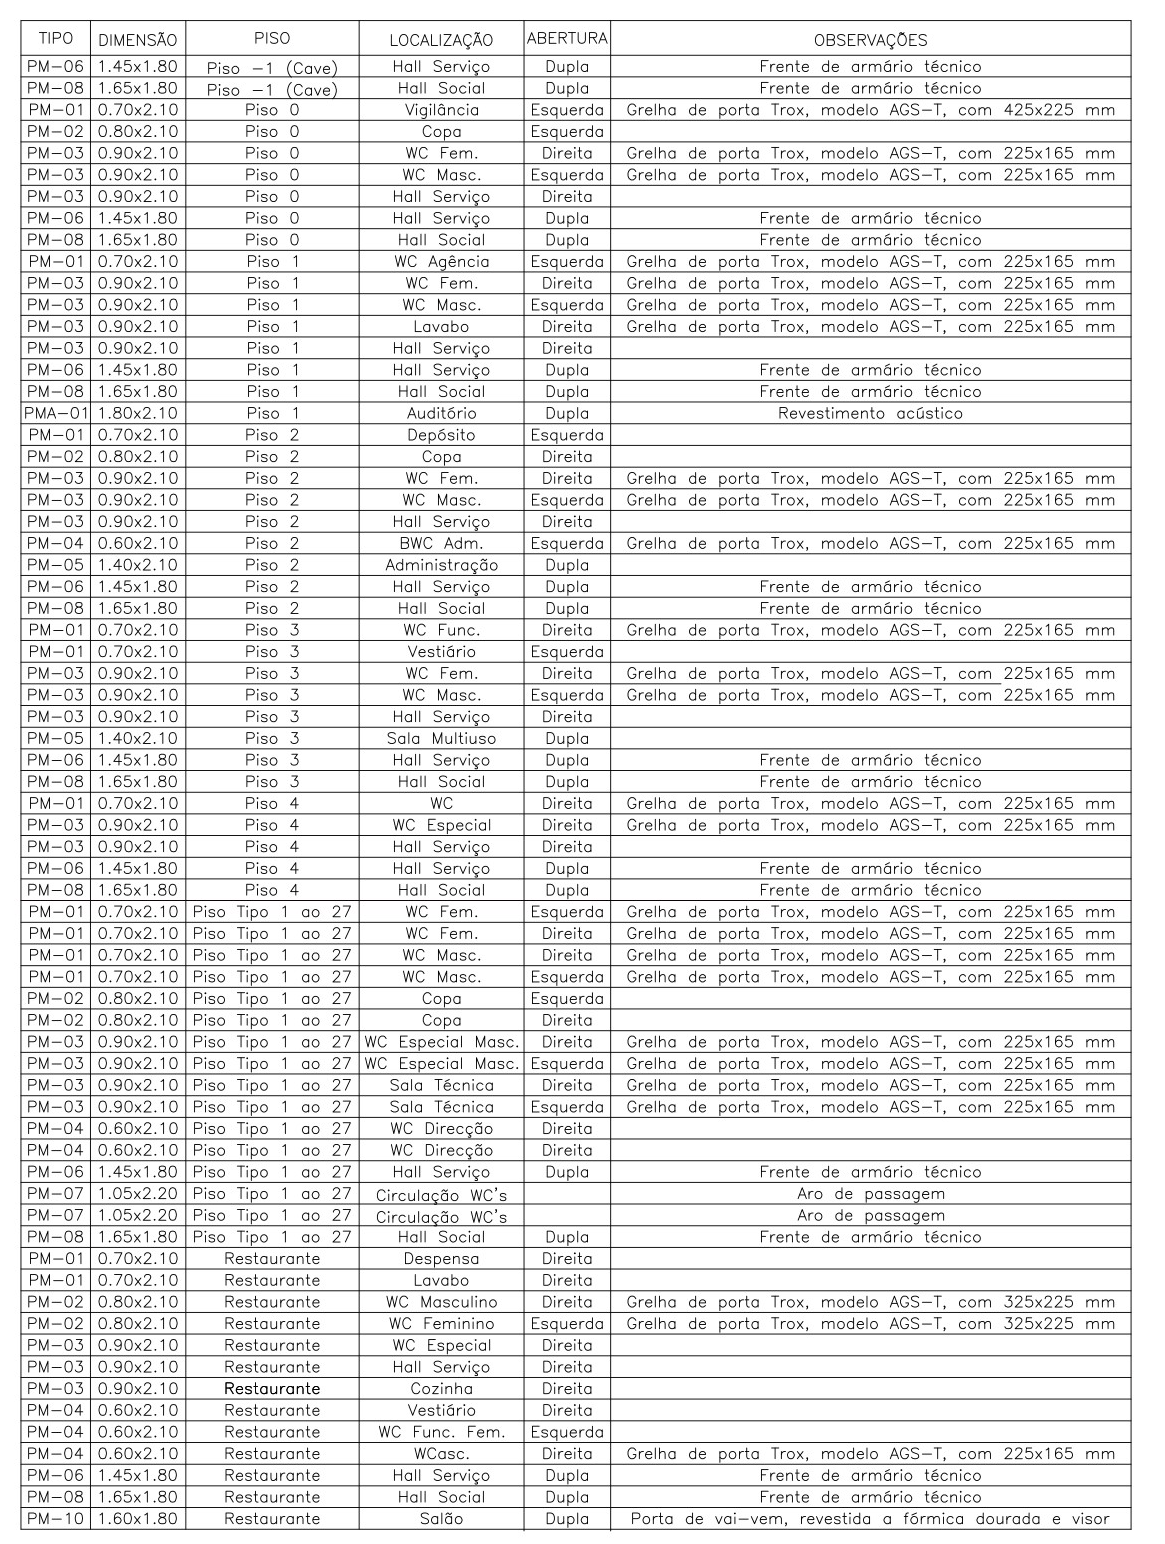 TIPO DIMENSÃO PISO LOCALIZAÇÃO ABERTURA OBSERVAÇÕES
PM-06 1.45x1.80 Piso -1 (Cave) Hall Serviço Dupla Frente de armário técnico
PM-08 1.65x1.80 Piso -1 (Cave) Hall Social Dupla Frente de armário técnico
PM-01 0.70x2.10 Piso 0 Vigilância Esquerda Grelha de porta Trox, modelo AGS-T, com 425x225 mm
PM-02 0.80x2.10 Piso 0 Copa Esquerda
PM-03 0.90x2.10 Piso 0 WC Fem. Direita Grelha de porta Trox, modelo AGS-T, com 225x165 mm
PM-03 0.90x2.10 Piso 0 WC Masc. Esquerda Grelha de porta Trox, modelo AGS-T, com 225x165 mm
PM-03 0.90x2.10 Piso 0 Hall Serviço Direita
PM-06 1.45x1.80 Piso 0 Hall Serviço Dupla Frente de armário técnico
PM-08 1.65x1.80 Piso 0 Hall Social Dupla Frente de armário técnico
PM-01 0.70x2.10 Piso 1 WC Agência Esquerda Grelha de porta Trox, modelo AGS-T, com 225x165 mm
PM-03 0.90x2.10 Piso 1 WC Fem. Direita Grelha de porta Trox, modelo AGS-T, com 225x165 mm
PM-03 0.90x2.10 Piso 1 WC Masc. Esquerda Grelha de porta Trox, modelo AGS-T, com 225x165 mm
PM-03 0.90x2.10 Piso 1 Lavabo Direita Grelha de porta Trox, modelo AGS-T, com 225x165 mm
PM-03 0.90x2.10 Piso 1 Hall Serviço Direita
PM-06 1.45x1.80 Piso 1 Hall Serviço Dupla Frente de armário técnico
PM-08 1.65x1.80 Piso 1 Hall Social Dupla Frente de armário técnico
PMA-01 1.80x2.10 Piso 1 Auditório Dupla Revestimento acústico
PM-01 0.70x2.10 Piso 2 Depósito Esquerda
PM-02 0.80x2.10 Piso 2 Copa Direita
PM-03 0.90x2.10 Piso 2 WC Fem. Direita Grelha de porta Trox, modelo AGS-T, com 225x165 mm
PM-03 0.90x2.10 Piso 2 WC Masc. Esquerda Grelha de porta Trox, modelo AGS-T, com 225x165 mm
PM-03 0.90x2.10 Piso 2 Hall Serviço Direita
PM-04 0.60x2.10 Piso 2 BWC Adm. Esquerda Grelha de porta Trox, modelo AGS-T, com 225x165 mm
PM-05 1.40x2.10 Piso 2 Administração Dupla
PM-06 1.45x1.80 Piso 2 Hall Serviço Dupla Frente de armário técnico
PM-08 1.65x1.80 Piso 2 Hall Social Dupla Frente de armário técnico
PM-01 0.70x2.10 Piso 3 WC Func. Direita Grelha de porta Trox, modelo AGS-T, com 225x165 mm
PM-01 0.70x2.10 Piso 3 Vestiário Esquerda
PM-03 0.90x2.10 Piso 3 WC Fem. Direita Grelha de porta Trox, modelo AGS-T, com 225x165 mm
PM-03 0.90x2.10 Piso 3 WC Masc. Esquerda Grelha de porta Trox, modelo AGS-T, com 225x165 mm
PM-03 0.90x2.10 Piso 3 Hall Serviço Direita
PM-05 1.40x2.10 Piso 3 Sala Multiuso Dupla
PM-06 1.45x1.80 Piso 3 Hall Serviço Dupla Frente de armário técnico
PM-08 1.65x1.80 Piso 3 Hall Social Dupla Frente de armário técnico
PM-01 0.70x2.10 Piso 4 WC Direita Grelha de porta Trox, modelo AGS-T, com 225x165 mm
PM-03 0.90x2.10 Piso 4 WC Especial Direita Grelha de porta Trox, modelo AGS-T, com 225x165 mm
PM-03 0.90x2.10 Piso 4 Hall Serviço Direita
PM-06 1.45x1.80 Piso 4 Hall Serviço Dupla Frente de armário técnico
PM-08 1.65x1.80 Piso 4 Hall Social Dupla Frente de armário técnico
PM-01 0.70x2.10 Piso Tipo 1 ao 27 WC Fem. Esquerda Grelha de porta Trox, modelo AGS-T, com 225x165 mm
PM-01 0.70x2.10 Piso Tipo 1 ao 27 WC Fem. Direita Grelha de porta Trox, modelo AGS-T, com 225x165 mm
PM-01 0.70x2.10 Piso Tipo 1 ao 27 WC Masc. Direita Grelha de porta Trox, modelo AGS-T, com 225x165 mm
PM-01 0.70x2.10 Piso Tipo 1 ao 27 WC Masc. Esquerda Grelha de porta Trox, modelo AGS-T, com 225x165 mm
PM-02 0.80x2.10 Piso Tipo 1 ao 27 Copa Esquerda
PM-02 0.80x2.10 Piso Tipo 1 ao 27 Copa Direita
PM-03 0.90x2.10 Piso Tipo 1 ao 27 WC Especial Masc. Direita Grelha de porta Trox, modelo AGS-T, com 225x165 mm
PM-03 0.90x2.10 Piso Tipo 1 ao 27 WC Especial Masc. Esquerda Grelha de porta Trox, modelo AGS-T, com 225x165 mm
PM-03 0.90x2.10 Piso Tipo 1 ao 27 Sala Técnica Direita Grelha de porta Trox, modelo AGS-T, com 225x165 mm
PM-03 0.90x2.10 Piso Tipo 1 ao 27 Sala Técnica Esquerda Grelha de porta Trox, modelo AGS-T, com 225x165 mm
PM-04 0.60x2.10 Piso Tipo 1 ao 27 WC Direcção Direita
PM-04 0.60x2.10 Piso Tipo 1 ao 27 WC Direcção Direita
PM-06 1.45x1.80 Piso Tipo 1 ao 27 Hall Serviço Dupla Frente de armário técnico
PM-07 1.05x2.20 Piso Tipo 1 ao 27 Circulação WC's Aro de passagem
PM-07 1.05x2.20 Piso Tipo 1 ao 27 Circulação WC's Aro de passagem
PM-08 1.65x1.80 Piso Tipo 1 ao 27 Hall Social Dupla Frente de armário técnico
PM-01 0.70x2.10 Restaurante Despensa Direita
PM-01 0.70x2.10 Restaurante Lavabo Direita
PM-02 0.80x2.10 Restaurante WC Masculino Direita Grelha de porta Trox, modelo AGS-T, com 325x225 mm
PM-02 0.80x2.10 Restaurante WC Feminino Esquerda Grelha de porta Trox, modelo AGS-T, com 325x225 mm
PM-03 0.90x2.10 Restaurante WC Especial Direita
PM-03 0.90x2.10 Restaurante Hall Serviço Direita
PM-03 0.90x2.10 Restaurante Cozinha Direita
PM-04 0.60x2.10 Restaurante Vestiário Direita
PM-04 0.60x2.10 Restaurante WC Func. Fem. Esquerda
PM-04 0.60x2.10 Restaurante WCasc. Direita Grelha de porta Trox, modelo AGS-T, com 225x165 mm
PM-06 1.45x1.80 Restaurante Hall Serviço Dupla Frente de armário técnico
PM-08 1.65x1.80 Restaurante Hall Social Dupla Frente de armário técnico
PM-10 1.60x1.80 Restaurante Salão Dupla Porta de vai-vem, revestida a fórmica dourada e visor